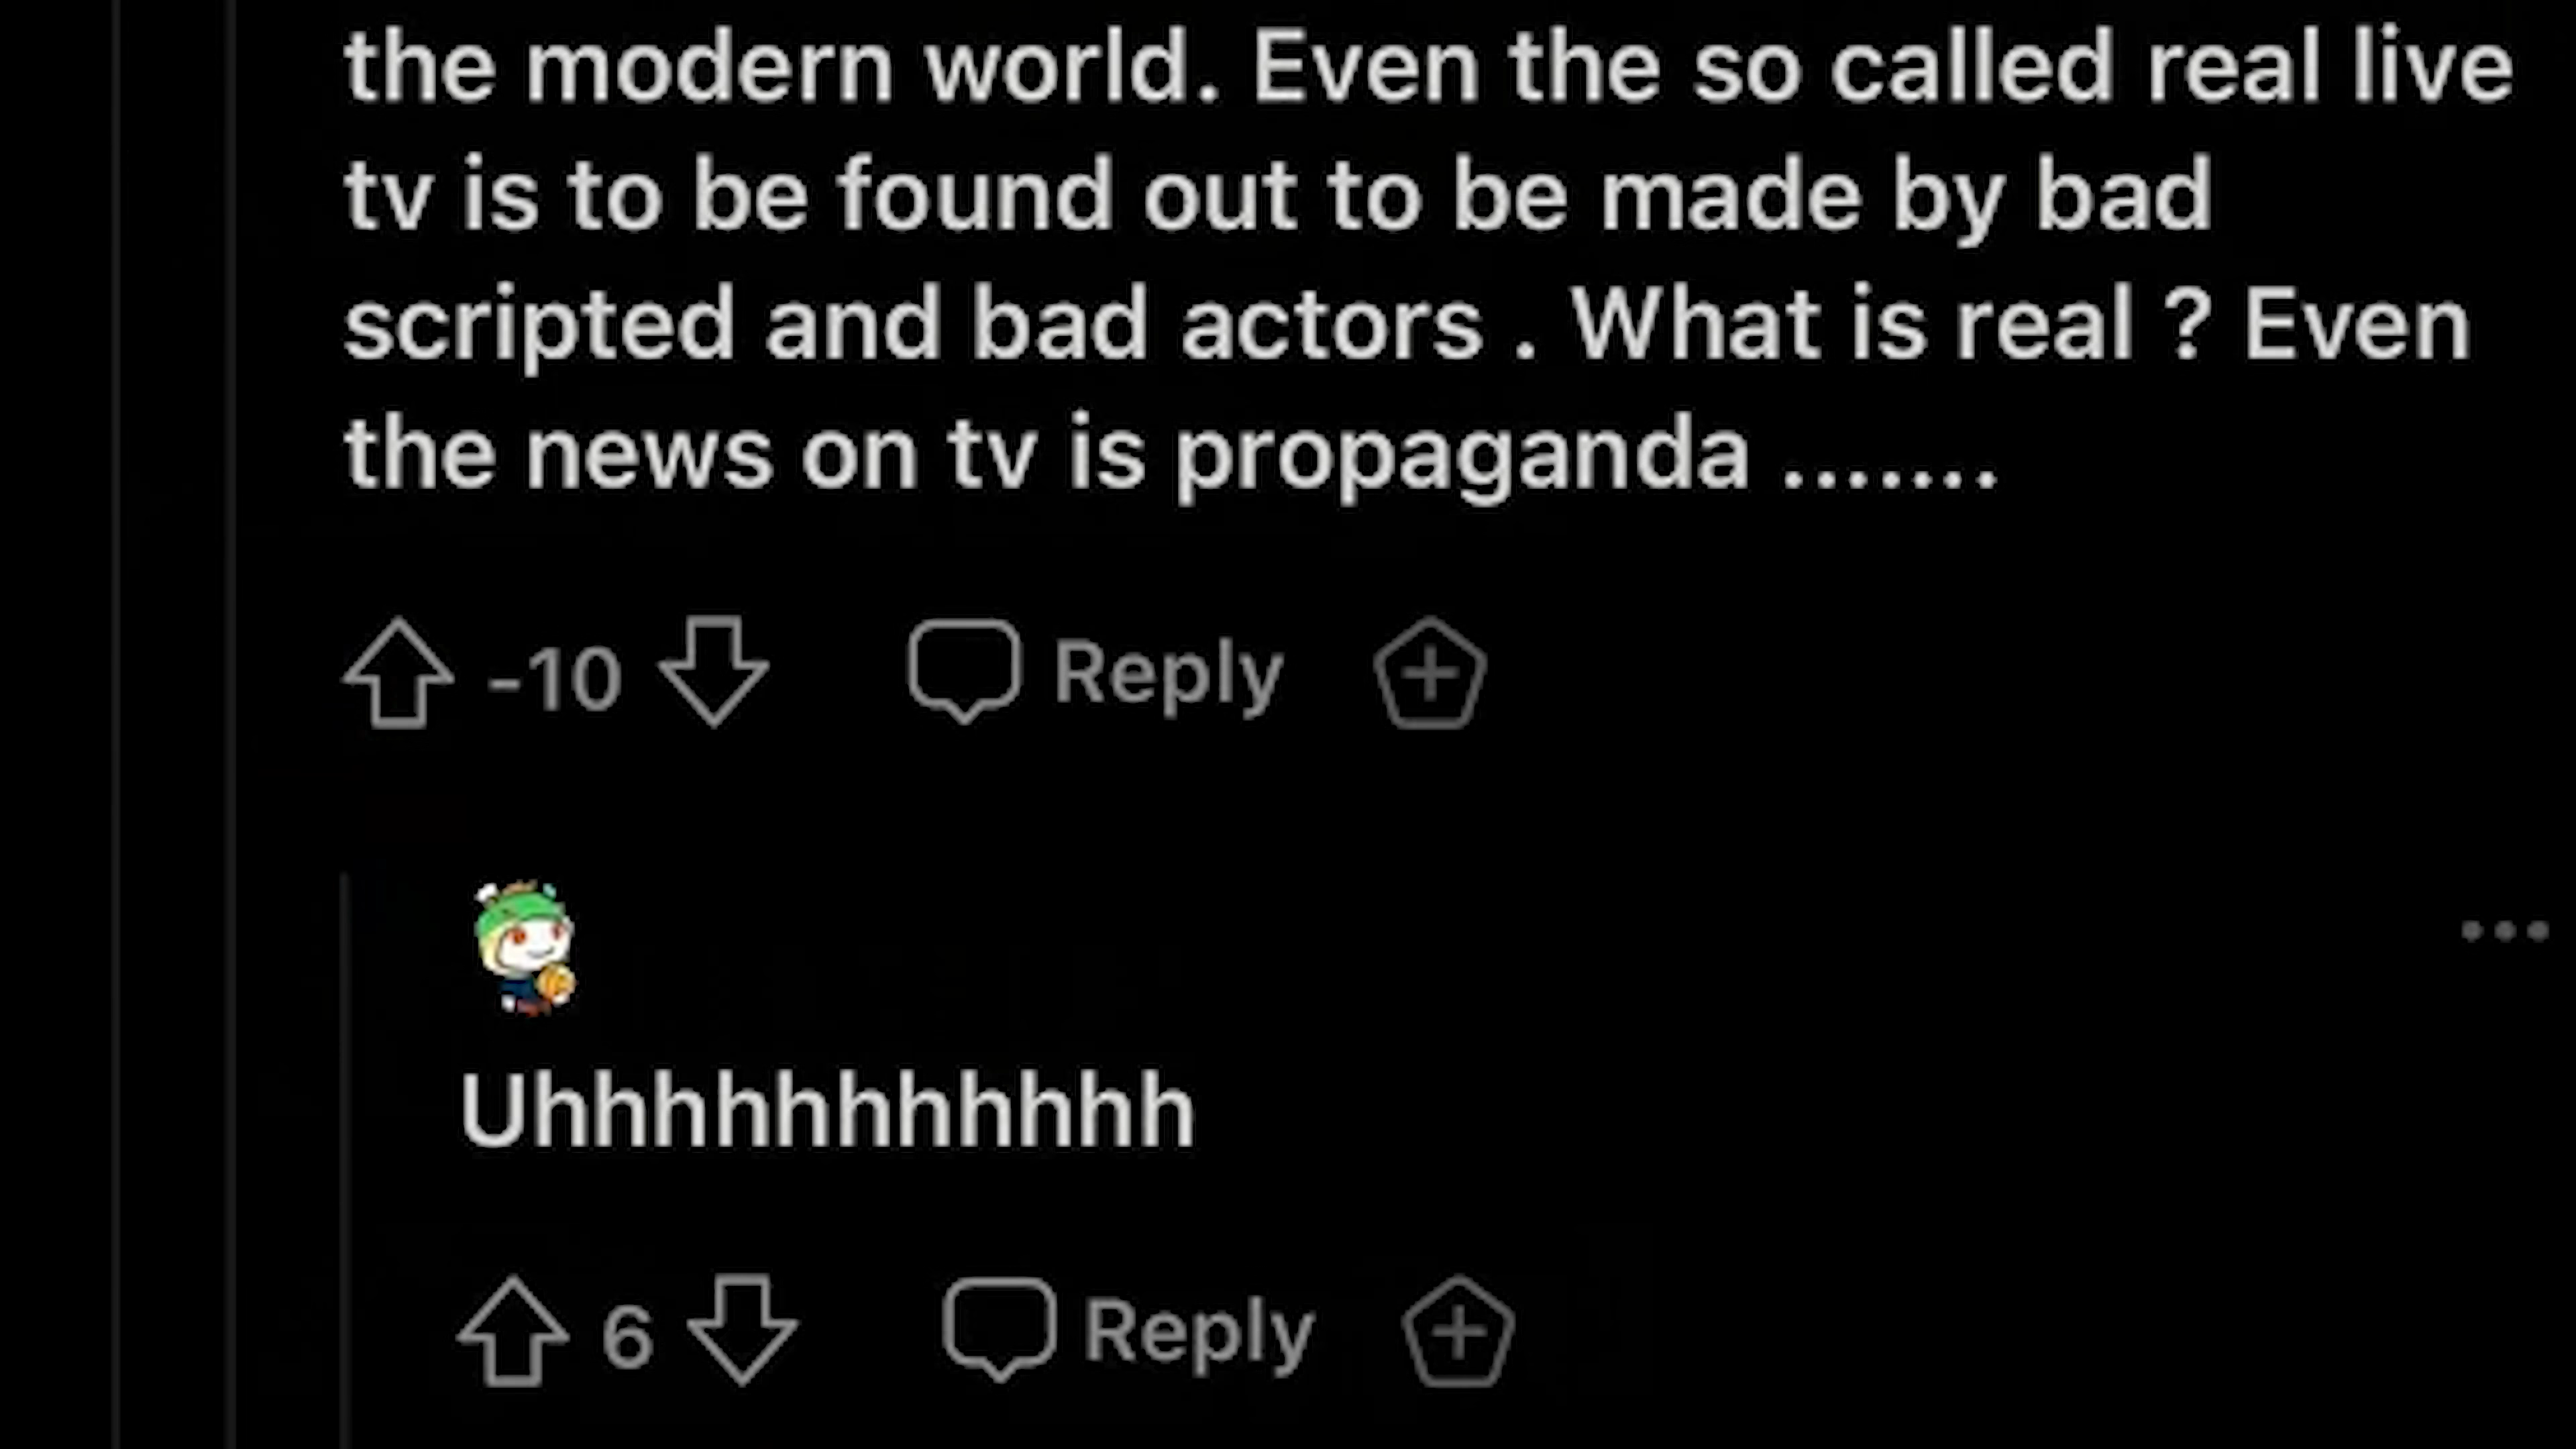 the modern world. Even the so called real live
tv is to be found out to be made by bad
scripted and bad actors . What is real ? Even
the news on tv is propaganda .......
-10 Reply
Uhhhhhhhhhhh
6 Reply